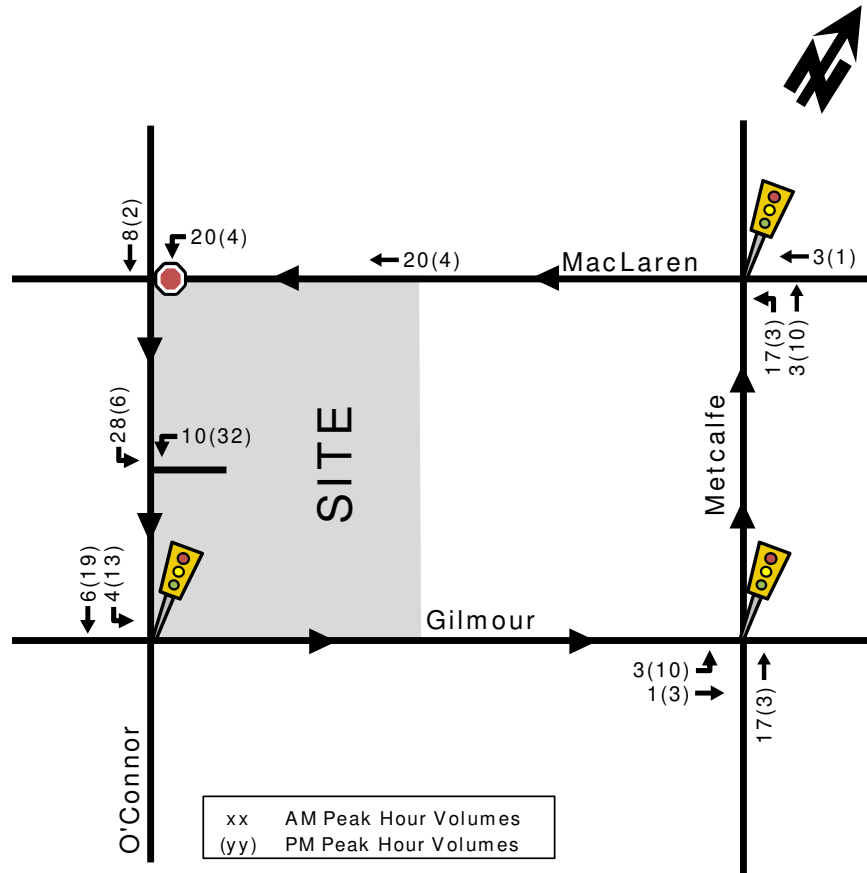 N
8(2)
20(4)
20(4)
MacLaren
3(1)
17(3)
3(10)
28(6)
10(32)
SITE
Metcalfe
6(19)
4(13)
Gilmour
3(10)
1(3)
17(3)
O'Connor
xx AM Peak Hour Volumes
(yy) PM Peak Hour Volumes